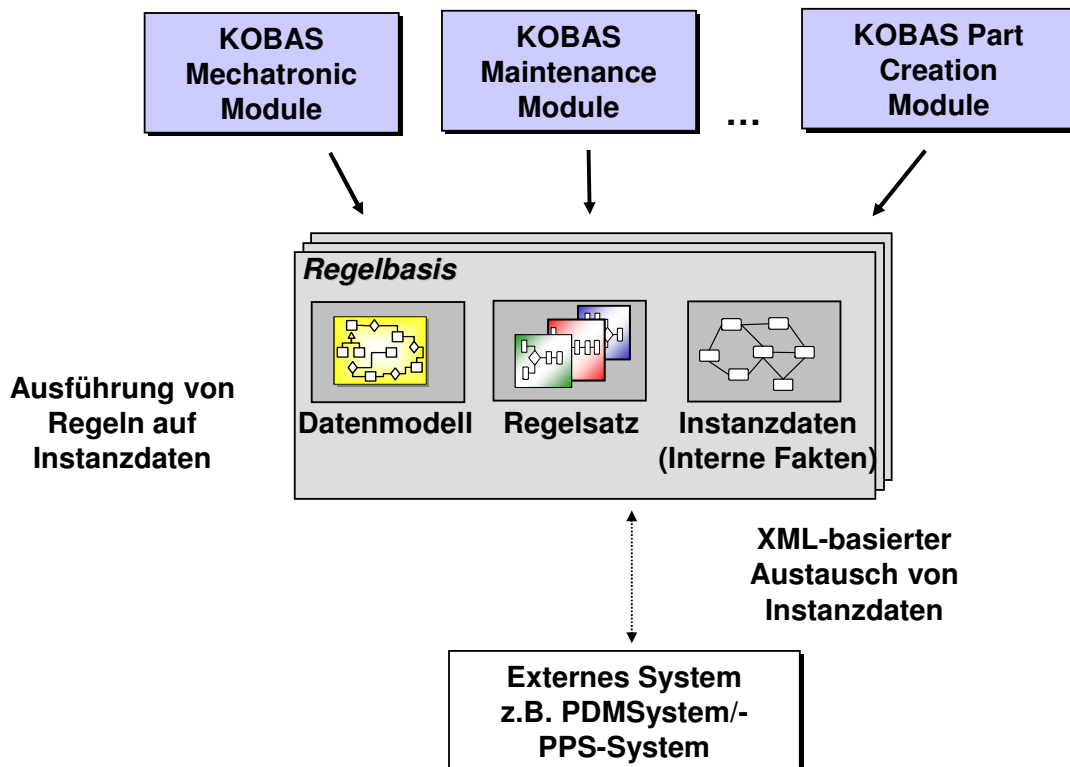 KOBAS
Mechatronic
Module
KOBAS
Maintenance
Module
...
KOBAS Part
Creation
Module
Regelbasis
Datenmodell
Regelsatz
Instanzdaten
(Interne Fakten)
Ausführung von
Regeln auf
Instanzdaten
XML-basierter
Austausch von
Instanzdaten
Externes System
z.B. PDMSystem/-
PPS-System